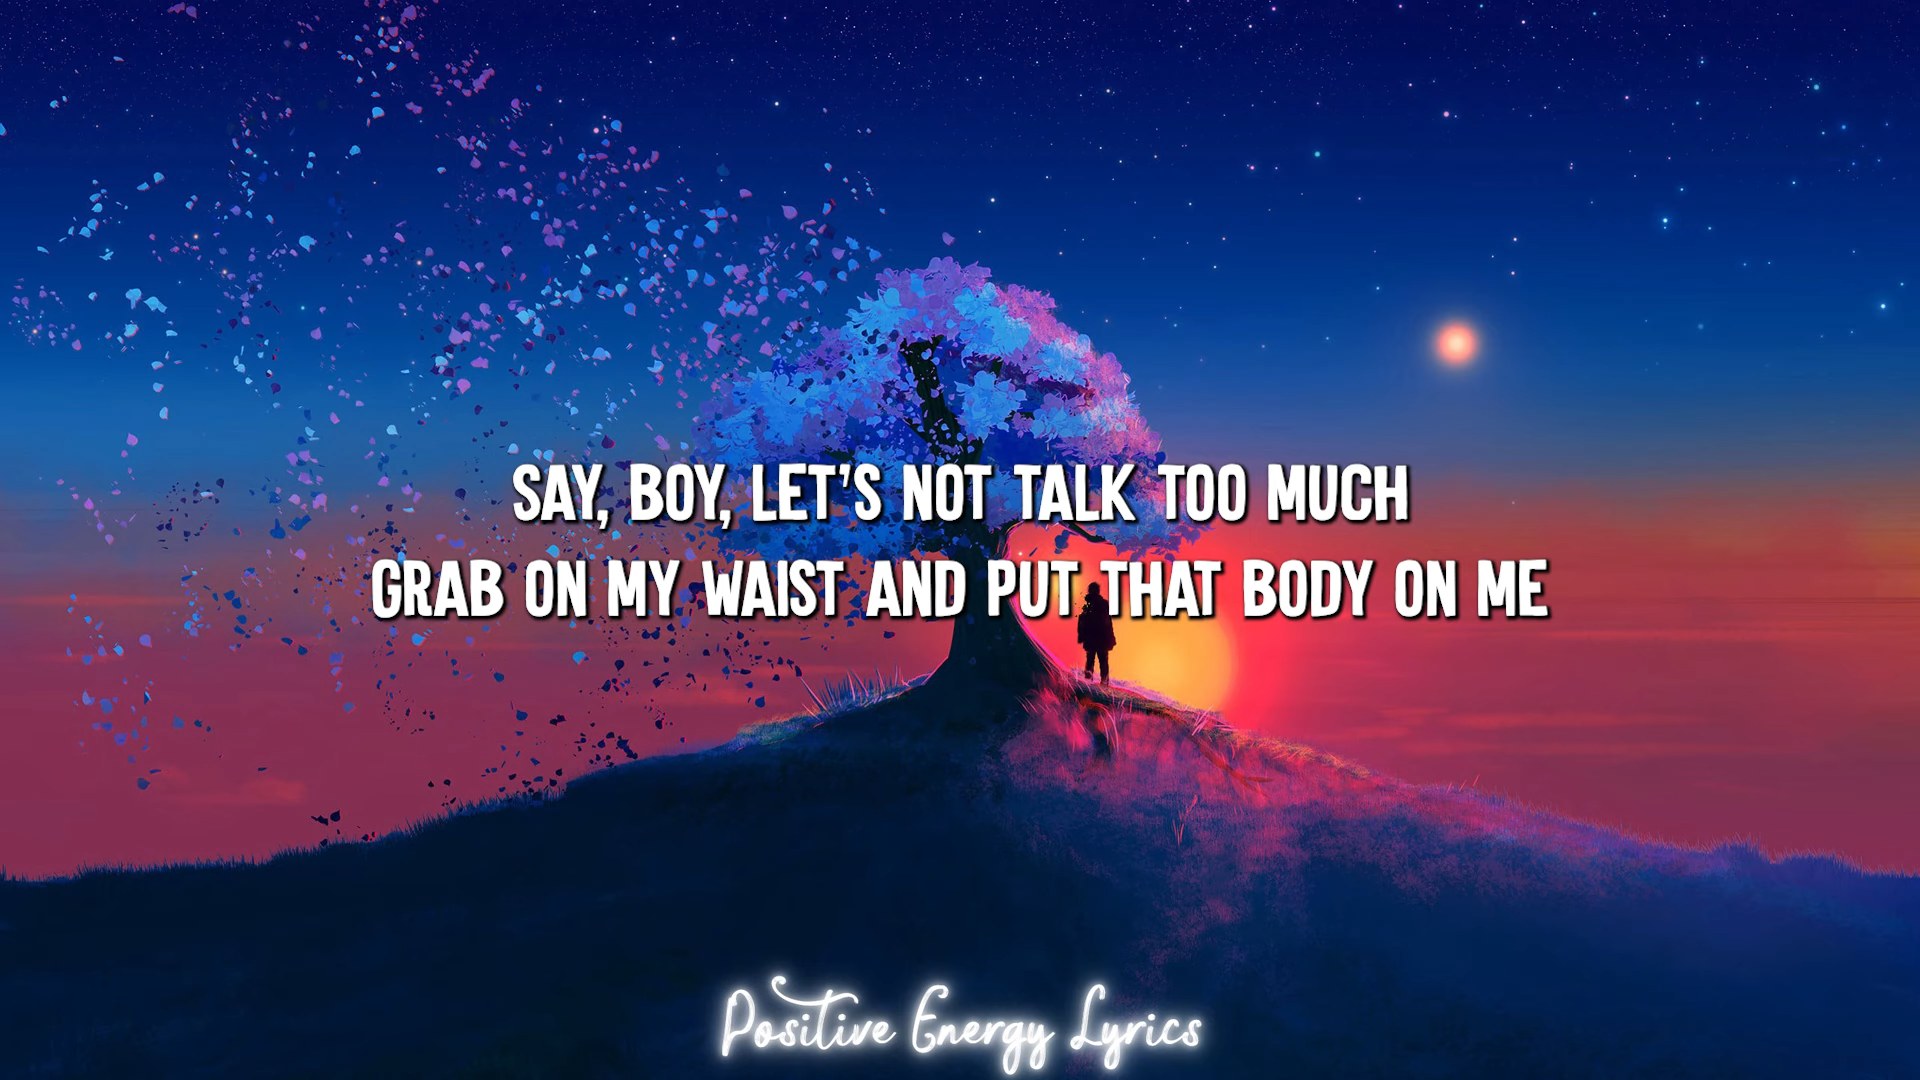 SAY, BOY, LET'S NOT TALK TOO MUCH
GRAB ON MY WAIST AND PUT THAT BODY ON ME
Positive Energy Lyrics